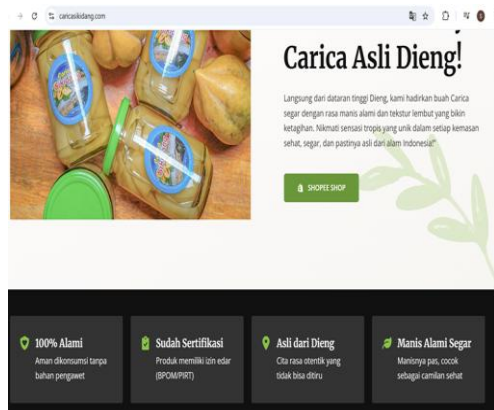 caricasikidang.com
Carica Asli Dieng!
Langsung dari dataran tinggi Dieng, kami hadirkan buah Carica
segar dengan rasa manis alami dan tekstur lembut yang bikin
ketagihan. Nikmati sensasi tropis yang unik dalam setiap kemasan
sehat, segar, dan pastinya asli dari alam Indonesia!"
SHOPEE SHOP
100% Alami
Aman dikonsumsi tanpa
bahan pengawet
Sudah Sertifikasi
Produk memiliki izin edar
(BPOM/PIRT)
Asli dari Dieng
Cita rasa otentik yang
tidak bisa ditiru
Manis Alami Segar
Manisnya pas, cocok
sebagai camilan sehat